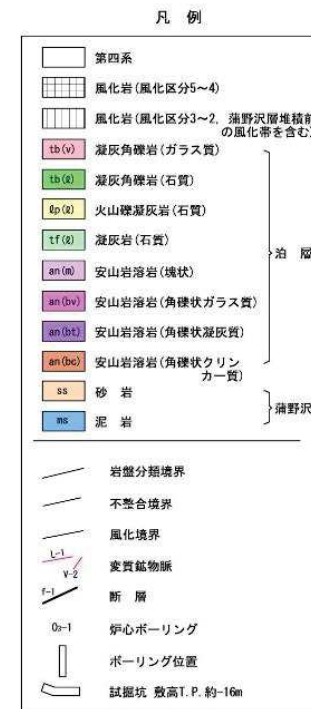 凡 例
第四系
風化岩(風化区分5~4)
風化岩(風化区分3~2, 蒲野沢層堆積前
の風化帯を含む)
tb(v) 凝灰角礫岩(ガラス質)
tb(ℓ) 凝灰角礫岩(石質)
ℓp(ℓ) 火山礫凝灰岩(石質)
tf(ℓ) 凝灰岩(石質)
an(m) 安山岩溶岩(塊状)
泊 層
an(bv) 安山岩溶岩(角礫状ガラス質)
an(bt) 安山岩溶岩(角礫状凝灰質)
an(bc) 安山岩溶岩(角礫状クリン
カー質)
ss 砂 岩
蒲野沢
ms 泥 岩
岩盤分類境界
不整合境界
風化境界
L-1
V-2
変質鉱物脈
f-1
断 層
O3-1 炉心ボーリング
ボーリング位置
試掘坑 敷高T.P.約-16m